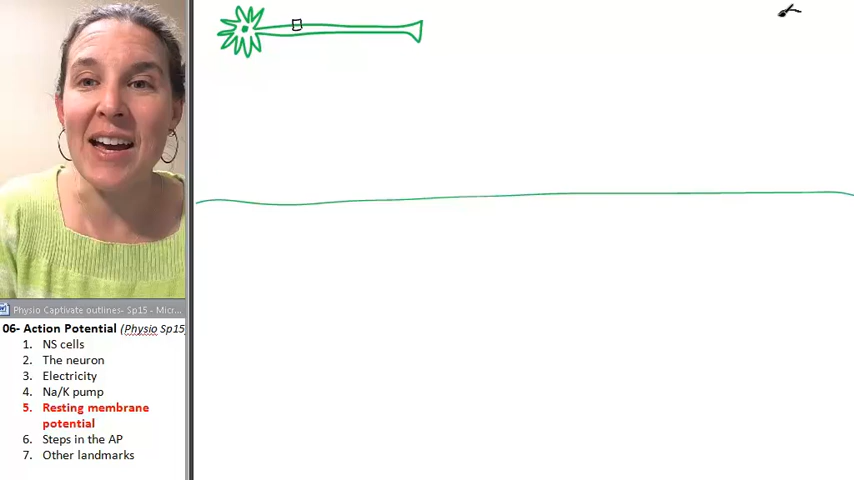 Physio Captivate outlines- Sp15 - Micr...
06- Action Potential (Physio Sp15
1. NS cells
2. The neuron
3. Electricity
4. Na/K pump
5. Resting membrane
potential
6. Steps in the AP
7. Other landmarks